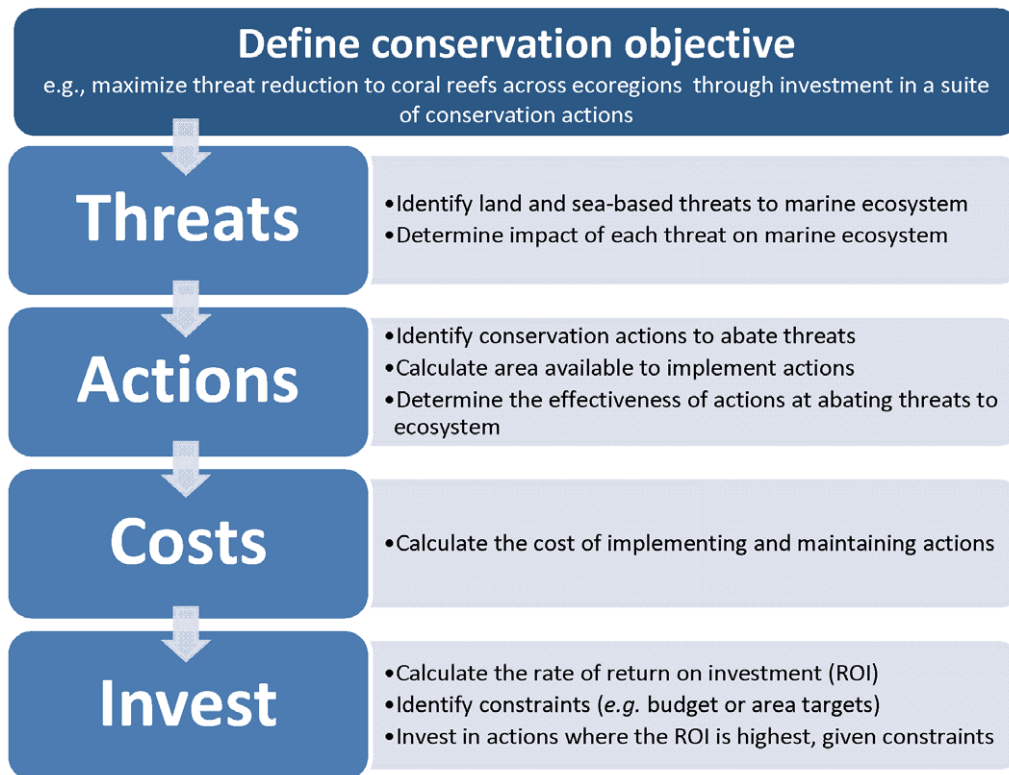 Define conservation objective
e.g., maximize threat reduction to coral reefs across ecoregions through investment in a suite
of conservation actions
Threats
•Identify land and sea-based threats to marine ecosystem
•Determine impact of each threat on marine ecosystem
Actions
•Identify conservation actions to abate threats
•Calculate area available to implement actions
•Determine the effectiveness of actions at abating threats to
ecosystem
Costs
•Calculate the cost of implementing and maintaining actions
Invest
•Calculate the rate of return on investment (ROI)
•Identify constraints (e.g. budget or area targets)
•Invest in actions where the ROI is highest, given constraints